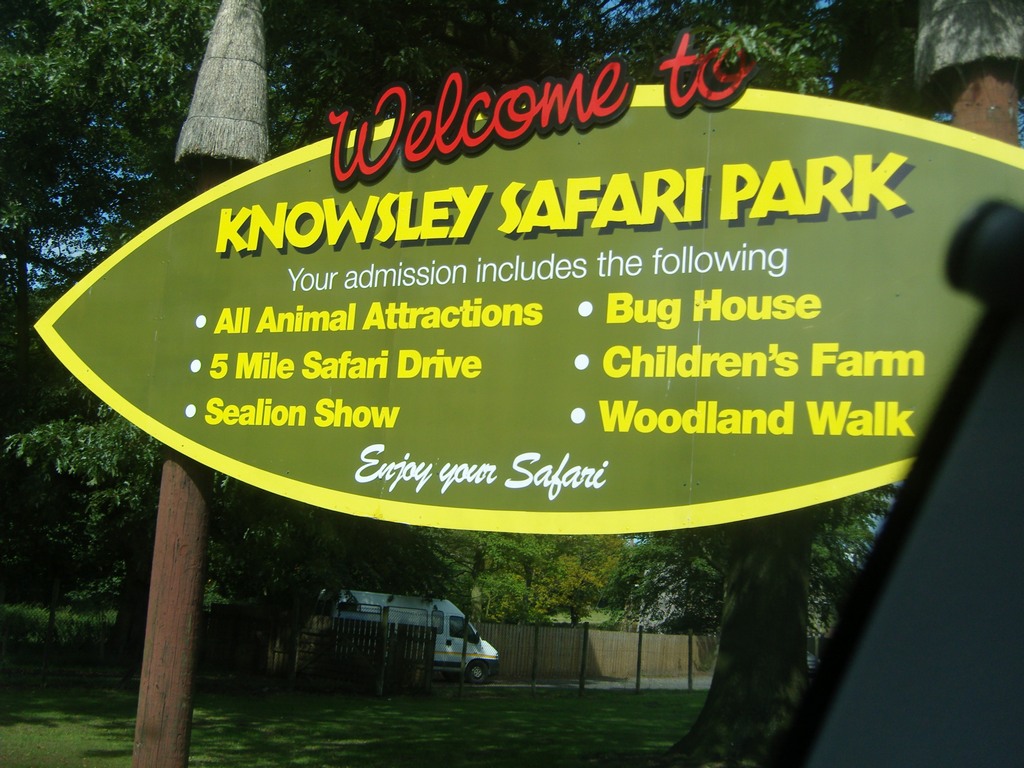 Welcome to
KNOWSLEY SAFARI PARK
Your admission includes the following
• All Animal Attractions
• 5 Mile Safari Drive
• Sealion Show
• Bug House
• Children's Farm
• Woodland Walk
Enjoy your Safari